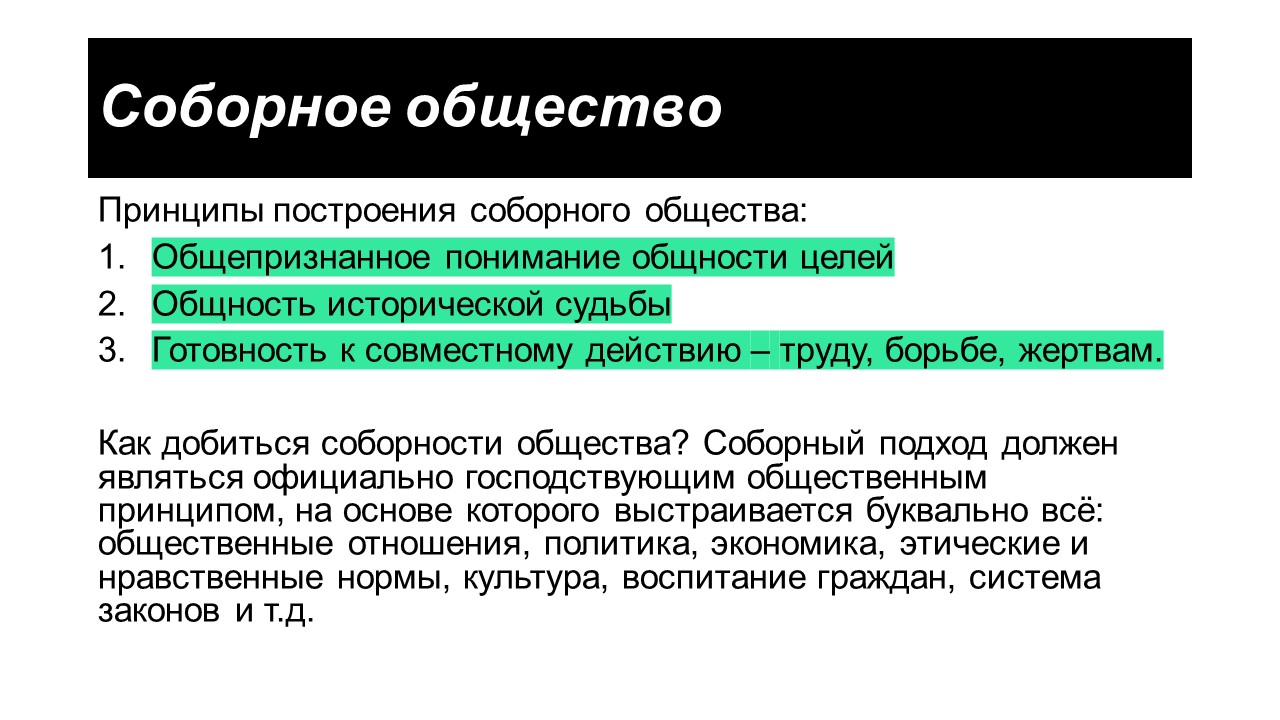 Соборное общество
Принципы построения соборного общества:
1. Общепризнанное понимание общности целей
2. Общность исторической судьбы
3. Готовность к совместному действию – труду, борьбе, жертвам.
Как добиться соборности общества? Соборный подход должен
являться официально господствующим общественным
принципом, на основе которого выстраивается буквально всё:
общественные отношения, политика, экономика, этические и
нравственные нормы, культура, воспитание граждан, система
законов и т.д.